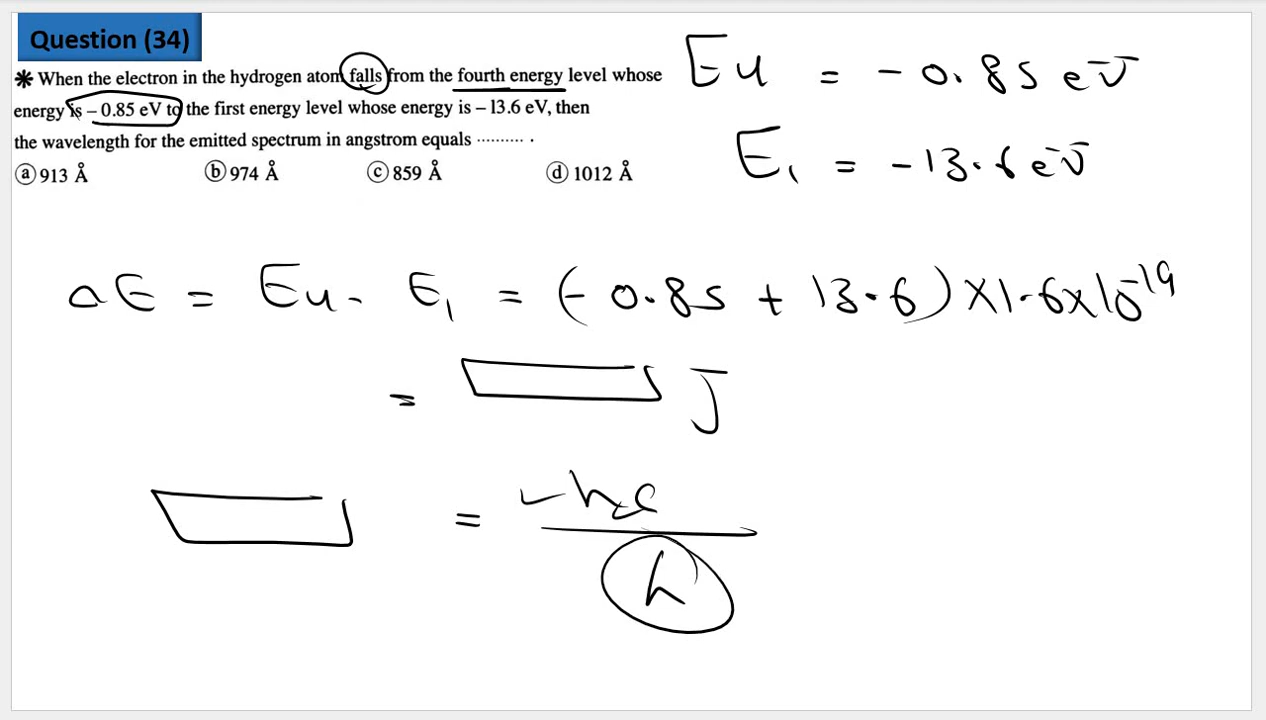 Question (34)
✱ When the electron in the hydrogen atom falls from the fourth energy level whose
energy is – 0.85 eV to the first energy level whose energy is – 13.6 eV, then
the wavelength for the emitted spectrum in angstrom equals ·········· .
ⓐ 913 Å ⓑ 974 Å ⓒ 859 Å ⓓ 1012 Å
E4 = - 0.85 eV
E1 = - 13.6 eV
ΔE = E4 - E1 = (- 0.85 + 13.6) × 1.6 × 10^-19
= J
= hc
λ